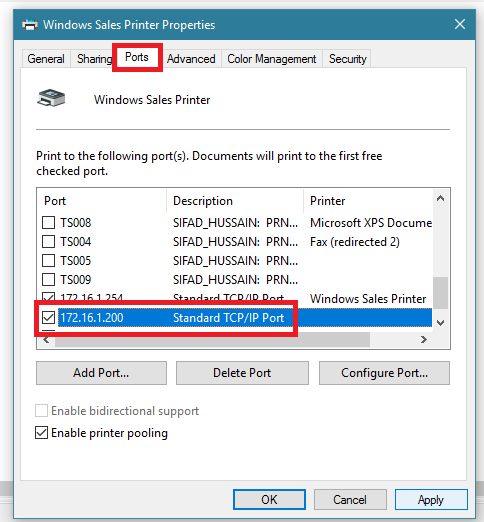 Windows Sales Printer Properties
General Sharing Ports Advanced Color Management Security
Windows Sales Printer
Print to the following port(s). Documents will print to the first free
checked port.
Port Description Printer
TS008 SIFAD_HUSSAIN: PRN... Microsoft XPS Docume
TS004 SIFAD_HUSSAIN: PRN... Fax (redirected 2)
TS005 SIFAD_HUSSAIN: PRN...
TS009 SIFAD_HUSSAIN: PRN...
172.16.1.254 Standard TCP/IP Port Windows Sales Printer
172.16.1.200 Standard TCP/IP Port
Add Port... Delete Port Configure Port...
Enable bidirectional support
Enable printer pooling
OK Cancel Apply